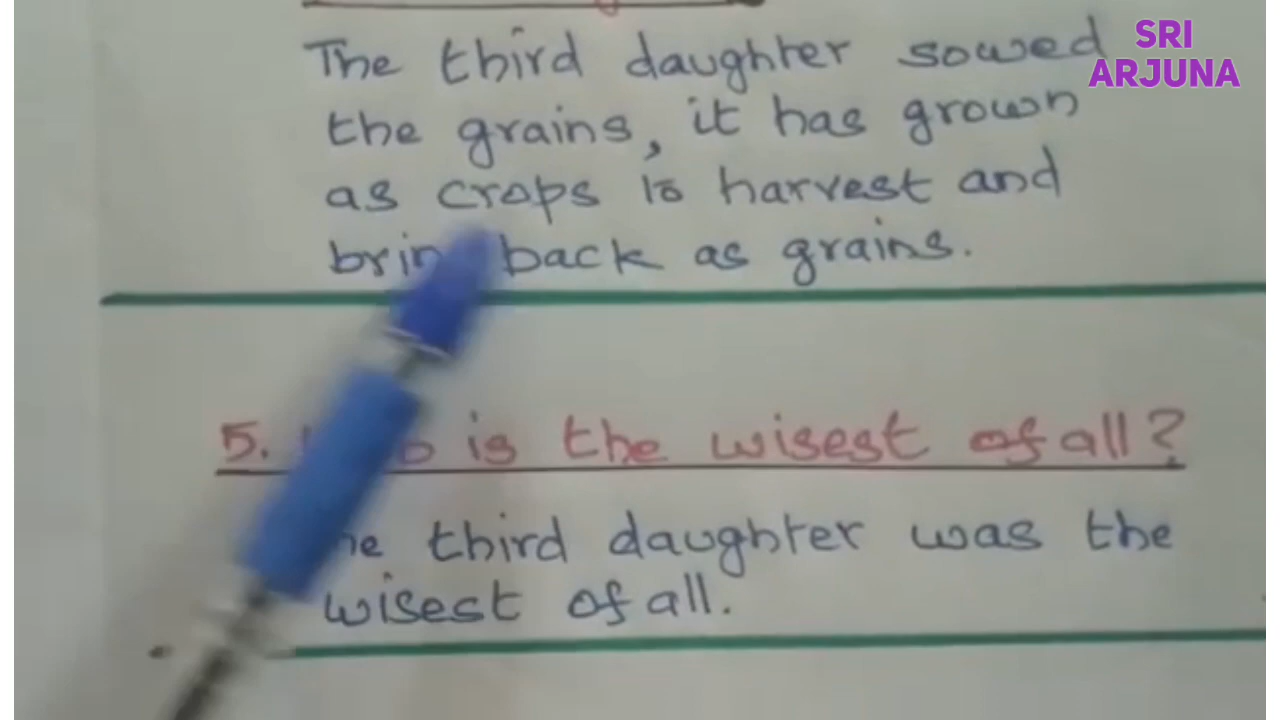 SRI
ARJUNA
The third daughter sowed
the grains, it has grown
as crops to harvest and
back as grains.
5. is the wisest of all?
third daughter was the
wisest of all.